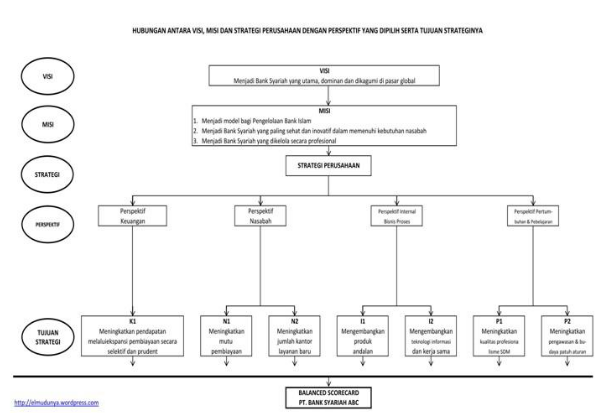 HUBUNGAN ANTARA VISI, MISI DAN STRATEGI PERUSAHAAN DENGAN PERSPEKTIF YANG DIPILIH SERTA TUJUAN STRATEGINYA
VISI
VISI
Menjadi Bank Syariah yang utama, dominan dan dikagumi di pasar global
MISI
MISI
1. Menjadi model bagi Pengelolaan Bank Islam
2. Menjadi Bank Syariah yang paling sehat dan inovatif dalam memenuhi kebutuhan nasabah
3. Menjadi Bank Syariah yang dikelola secara profesional
STRATEGI
STRATEGI PERUSAHAAN
PERSPEKTIF
Perspektif
Keuangan
Perspektif
Nasabah
Perspektif Internal
Bisnis Proses
Perspektif Pertum-
buhan & Pebelajaran
TUJUAN
STRATEGI
K1
Meningkatkan pendapatan
melaluiekspansi pembiayaan secara
selektif dan prudent
N1
Meningkatkan
mutu
pembiayaan
N2
Meningkatkan
jumlah kantor
layanan baru
I1
Mengembangkan
produk
andalan
I2
Mengembangkan
teknologi informasi
dan kerja sama
P1
Meningkatkan
kualitas profesiona
lisme SDM
P2
Meningkatkan
pengawasan & bu-
daya patuh aturan
BALANCED SCORECARD
PT. BANK SYARIAH ABC
http://elmudunya.wordpress.com